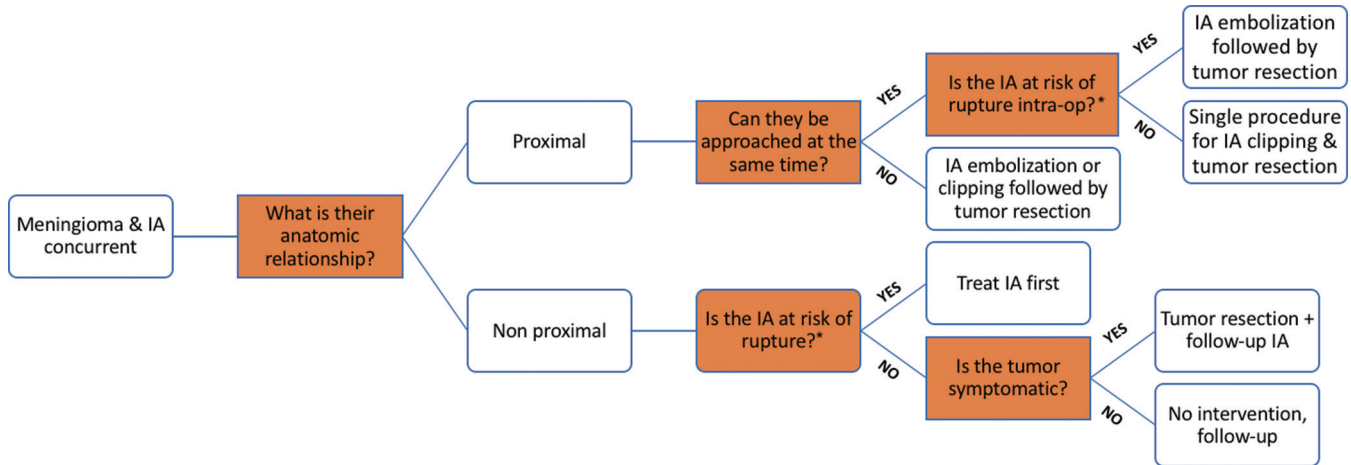 Meningioma & IA
concurrent
What is their
anatomic
relationship?
Proximal
Can they be
approached at the
same time?
YES
Is the IA at risk of
rupture intra-op?*
YES
IA embolization
followed by
tumor resection
NO
Single procedure
for IA clipping &
tumor resection
NO
IA embolization or
clipping followed by
tumor resection
Non proximal
Is the IA at risk of
rupture?*
YES
Treat IA first
NO
Is the tumor
symptomatic?
YES
Tumor resection +
follow-up IA
NO
No intervention,
follow-up